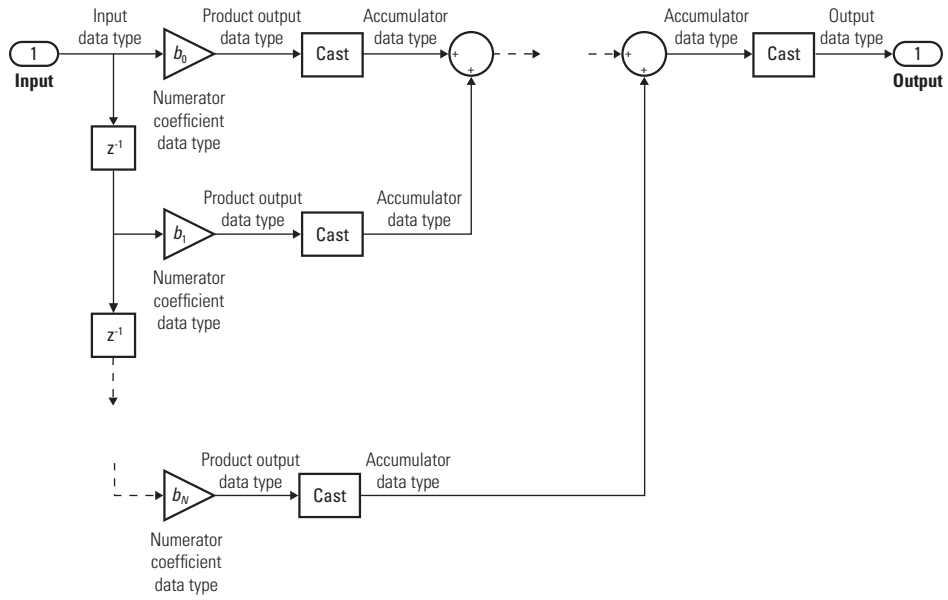 Input
data type
Product output
data type
Accumulator
data type
Accumulator
data type
Output
data type
1
Input
b0
Cast
+
+
+
+
Cast
1
Output
Numerator
coefficient
data type
z-1
Product output
data type
Accumulator
data type
b1
Cast
Numerator
coefficient
data type
z-1
Product output
data type
Accumulator
data type
bN
Cast
Numerator
coefficient
data type